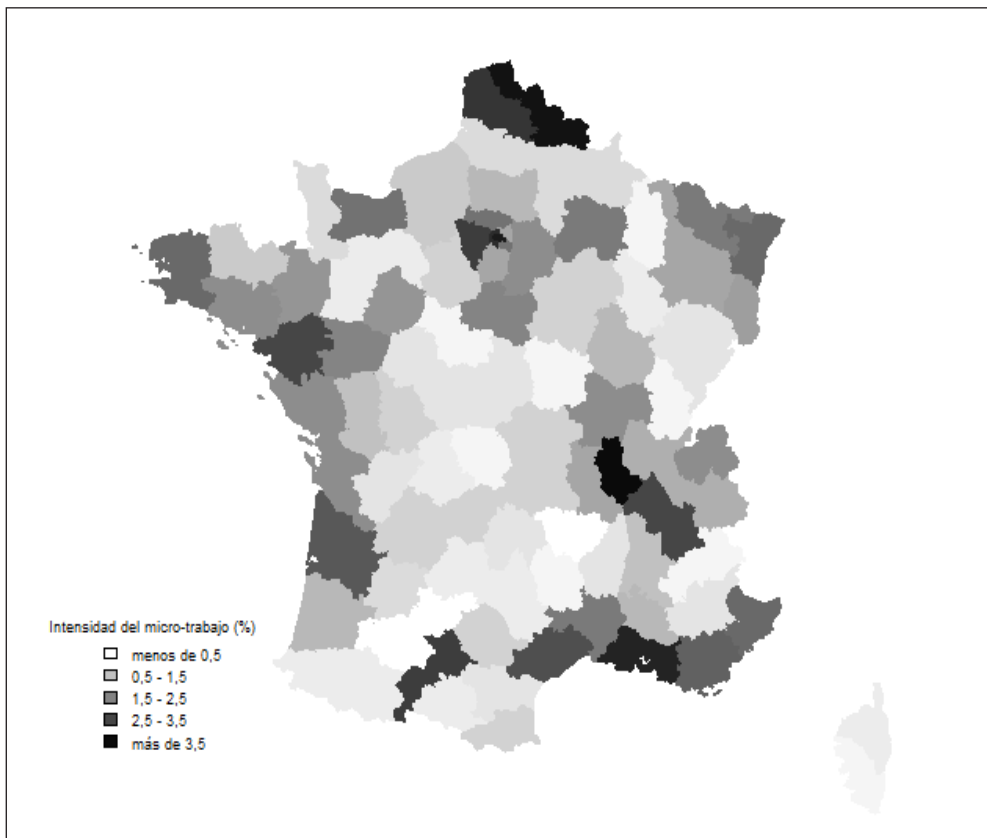 Intensidad del micro-trabajo (%)
menos de 0,5
0,5 - 1,5
1,5 - 2,5
2,5 - 3,5
más de 3,5